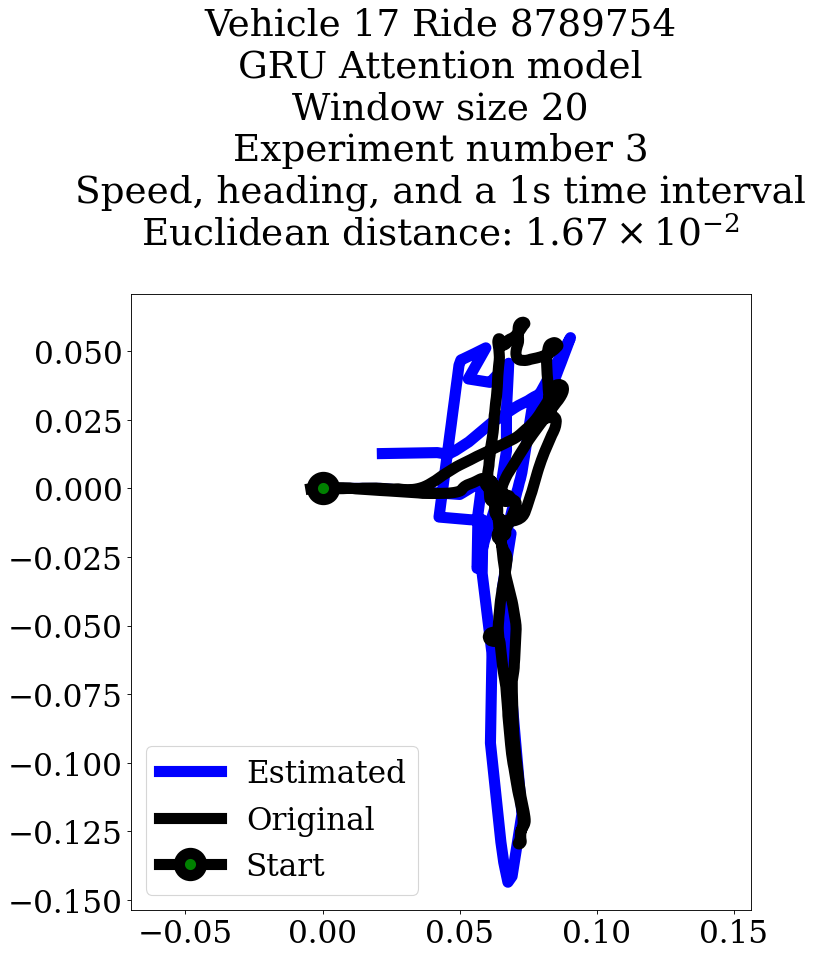 Vehicle 17 Ride 8789754
GRU Attention model
Window size 20
Experiment number 3
Speed, heading, and a 1s time interval
Euclidean distance: 1.67 × 10⁻²
0.050
0.025
0.000
−0.025
−0.050
−0.075
−0.100
−0.125
−0.150
Estimated
Original
Start
−0.05 0.00 0.05 0.10 0.15